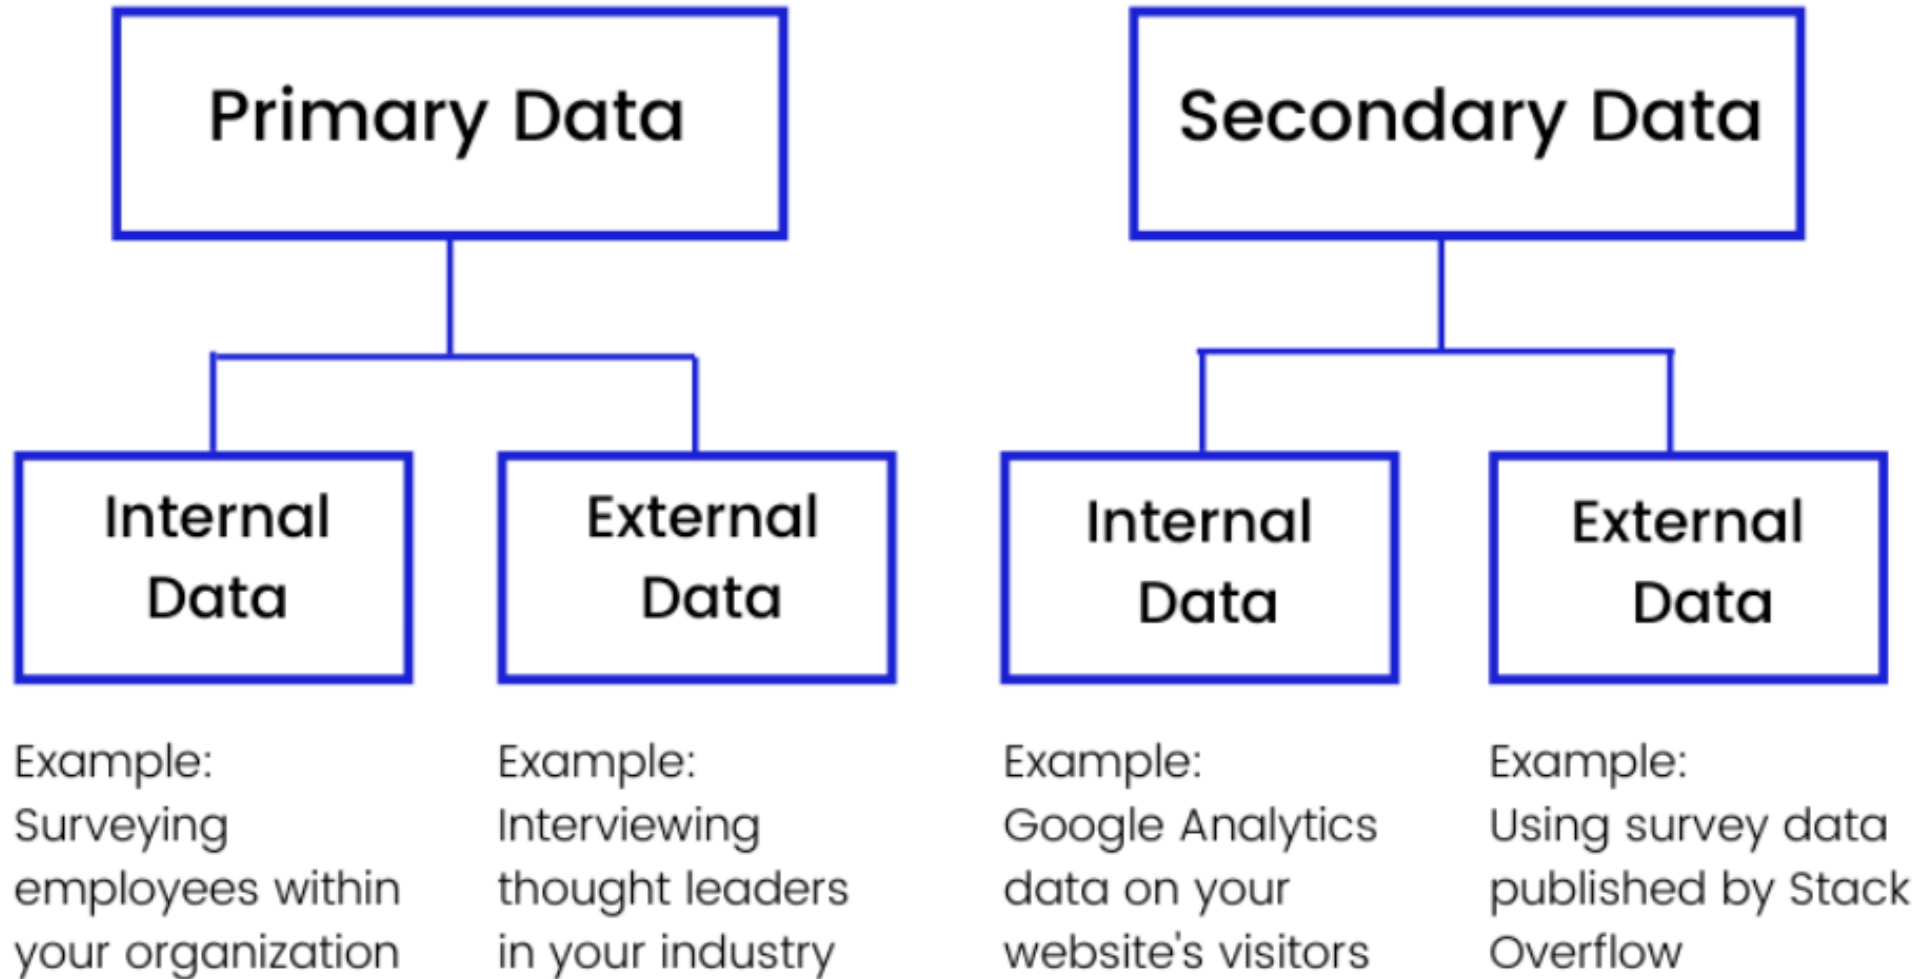 Primary Data
Secondary Data
Internal
Data
External
Data
Internal
Data
External
Data
Example:
Surveying
employees within
your organization
Example:
Interviewing
thought leaders
in your industry
Example:
Google Analytics
data on your
website's visitors
Example:
Using survey data
published by Stack
Overflow